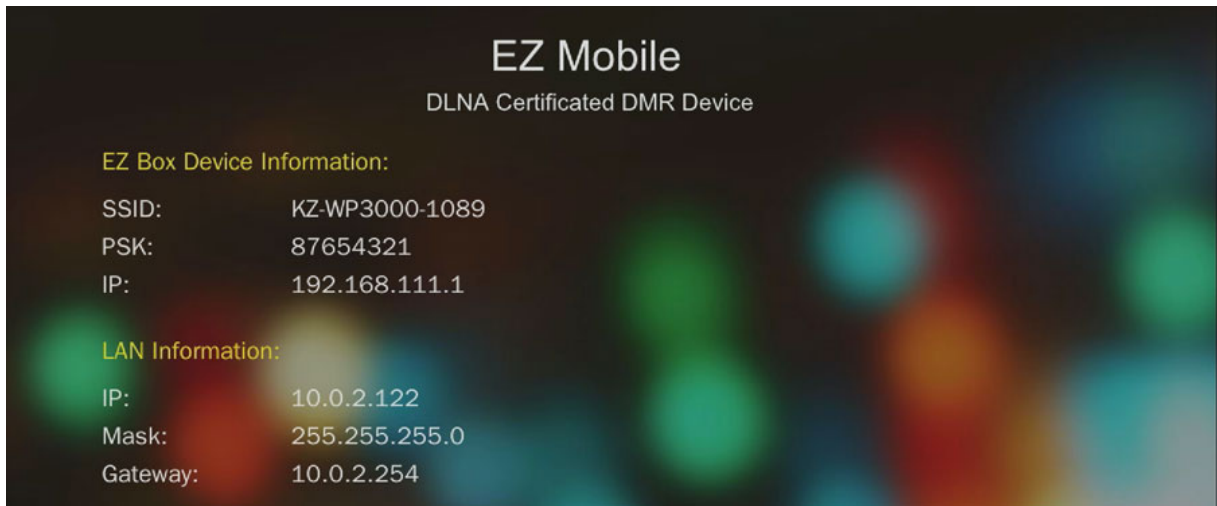 EZ Mobile
DLNA Certificated DMR Device
EZ Box Device Information:
SSID: KZ-WP3000-1089
PSK: 87654321
IP: 192.168.111.1
LAN Information:
IP: 10.0.2.122
Mask: 255.255.255.0
Gateway: 10.0.2.254